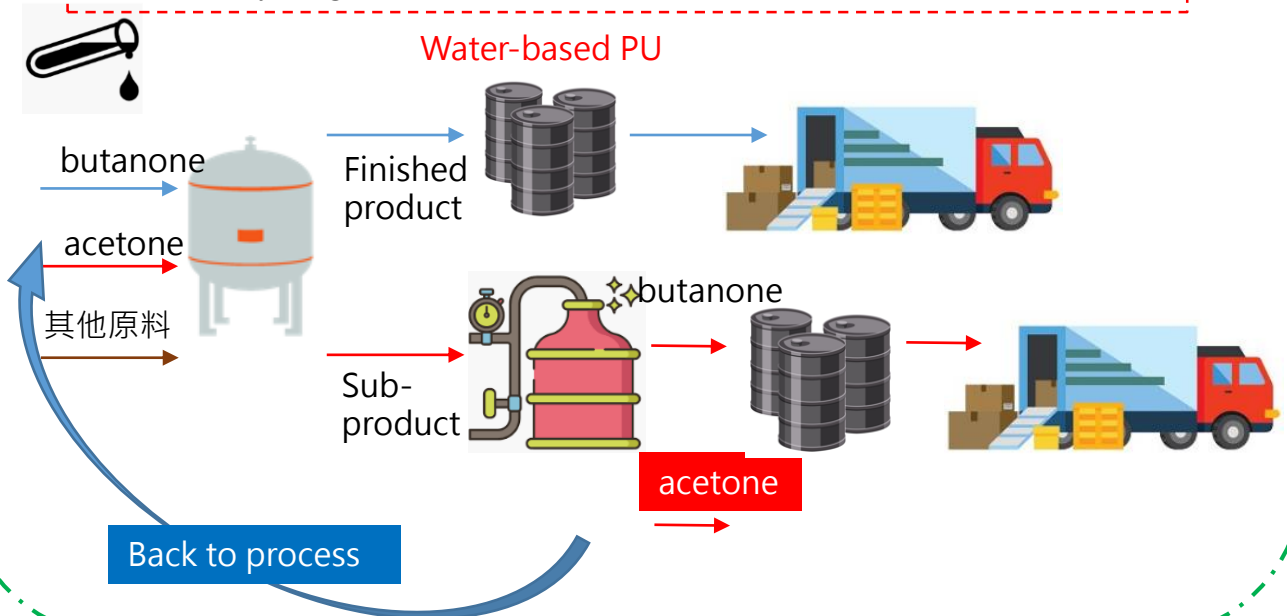 Water-based PU
butanone
Finished
product
acetone
其他原料
butanone
Sub-
product
acetone
Back to process